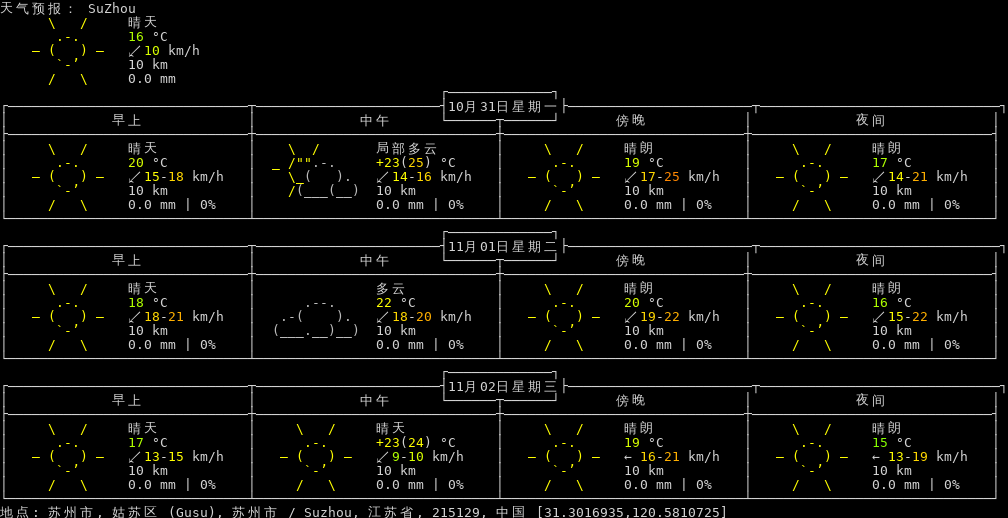 天气预报: SuZhou
晴天
16 °C
↙10 km/h
10 km
0.0 mm
10月31日星期一
早上 中午 傍晚 夜间
晴天 局部多云 晴朗 晴朗
20 °C +23(25) °C 19 °C 17 °C
↙15-18 km/h ↙14-16 km/h ↙17-25 km/h ↙14-21 km/h
10 km 10 km 10 km 10 km
0.0 mm | 0% 0.0 mm | 0% 0.0 mm | 0% 0.0 mm | 0%
11月01日星期二
早上 中午 傍晚 夜间
晴天 多云 晴朗 晴朗
18 °C 22 °C 20 °C 16 °C
↙18-21 km/h ↙18-20 km/h ↙19-22 km/h ↙15-22 km/h
10 km 10 km 10 km 10 km
0.0 mm | 0% 0.0 mm | 0% 0.0 mm | 0% 0.0 mm | 0%
11月02日星期三
早上 中午 傍晚 夜间
晴天 晴天 晴朗 晴朗
17 °C +23(24) °C 19 °C 15 °C
↙13-15 km/h ↙9-10 km/h ← 16-21 km/h ← 13-19 km/h
10 km 10 km 10 km 10 km
0.0 mm | 0% 0.0 mm | 0% 0.0 mm | 0% 0.0 mm | 0%
地点: 苏州市, 姑苏区 (Gusu), 苏州市 / Suzhou, 江苏省, 215129, 中国 [31.3016935,120.5810725]